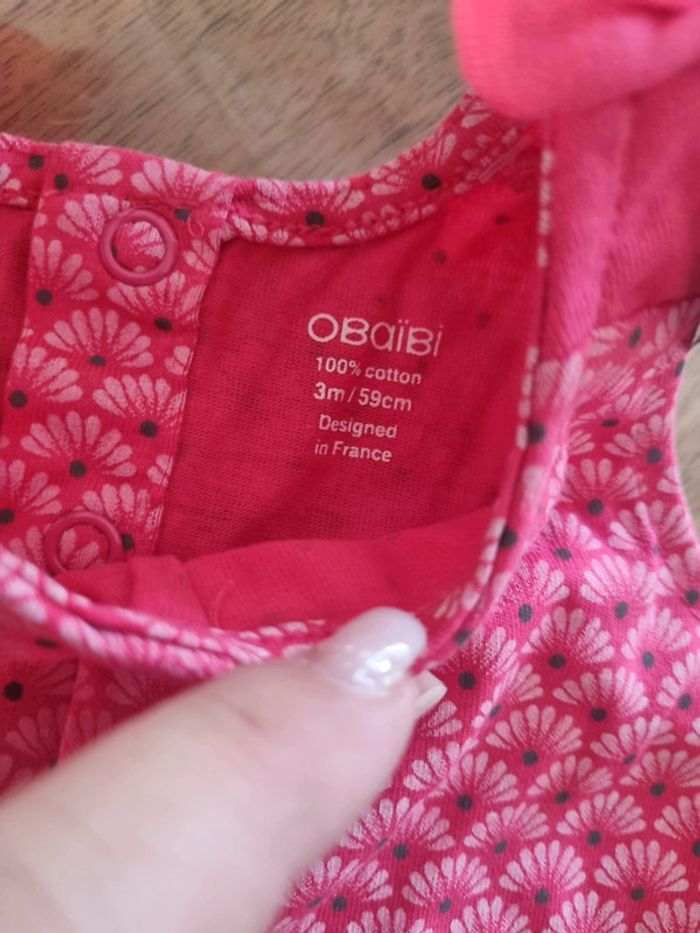 OBaïBi
100% cotton
3m / 59cm
Designed
in France